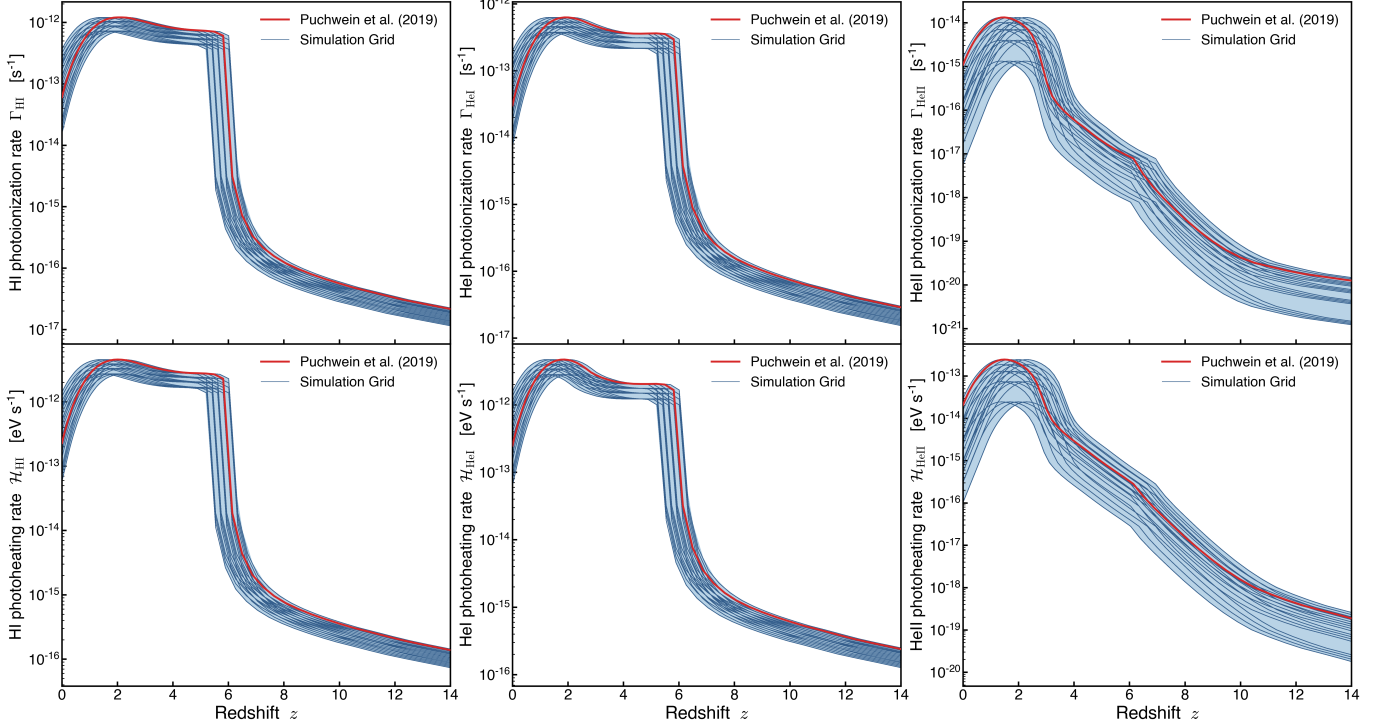 HI photoionization rate Γ_HI [s⁻¹]
10⁻¹²
10⁻¹³
10⁻¹⁴
10⁻¹⁵
10⁻¹⁶
10⁻¹⁷
Puchwein et al. (2019)
Simulation Grid
HeI photoionization rate Γ_HeI [s⁻¹]
10⁻¹²
10⁻¹³
10⁻¹⁴
10⁻¹⁵
10⁻¹⁶
10⁻¹⁷
Puchwein et al. (2019)
Simulation Grid
HeII photoionization rate Γ_HeII [s⁻¹]
10⁻¹⁴
10⁻¹⁵
10⁻¹⁶
10⁻¹⁷
10⁻¹⁸
10⁻¹⁹
10⁻²⁰
10⁻²¹
Puchwein et al. (2019)
Simulation Grid
HI photoheating rate ℋ_HI [eV s⁻¹]
10⁻¹²
10⁻¹³
10⁻¹⁴
10⁻¹⁵
10⁻¹⁶
Puchwein et al. (2019)
Simulation Grid
0 2 4 6 8 10 12 14
Redshift z
HeI photoheating rate ℋ_HeI [eV s⁻¹]
10⁻¹²
10⁻¹³
10⁻¹⁴
10⁻¹⁵
10⁻¹⁶
Puchwein et al. (2019)
Simulation Grid
0 2 4 6 8 10 12 14
Redshift z
HeII photoheating rate ℋ_HeII [eV s⁻¹]
10⁻¹³
10⁻¹⁴
10⁻¹⁵
10⁻¹⁶
10⁻¹⁷
10⁻¹⁸
10⁻¹⁹
10⁻²⁰
Puchwein et al. (2019)
Simulation Grid
0 2 4 6 8 10 12 14
Redshift z